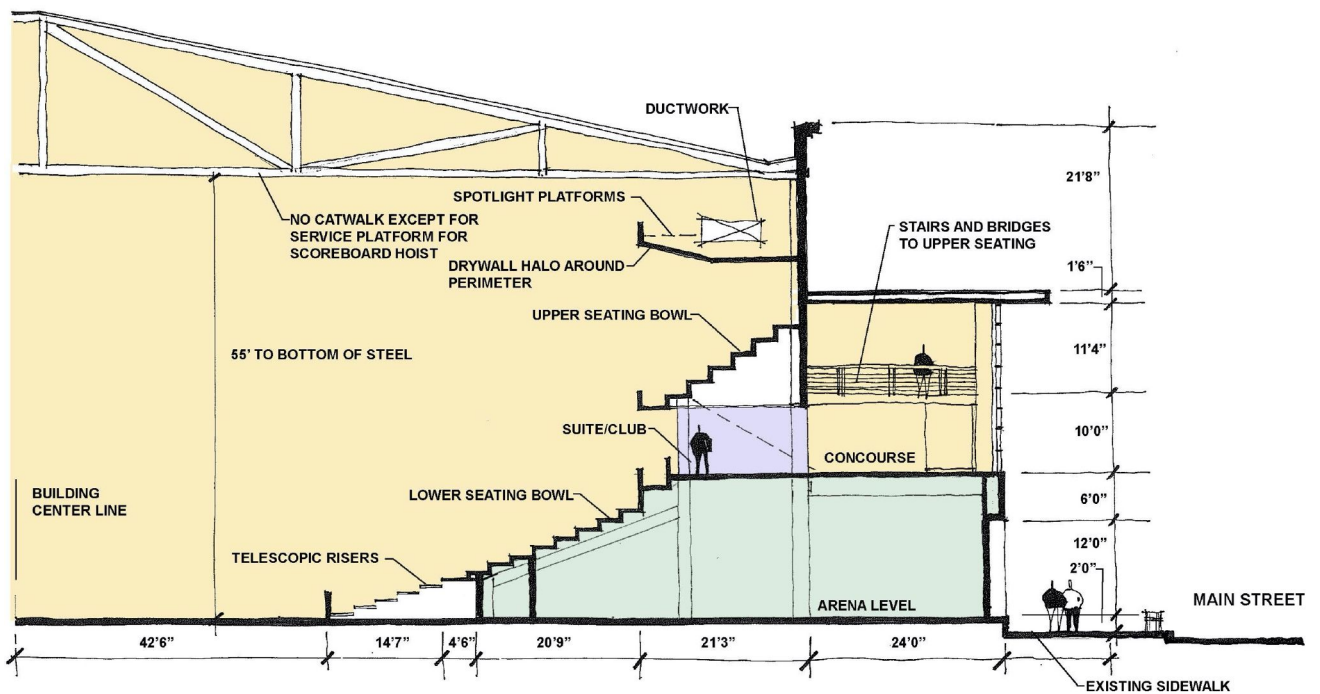 DUCTWORK
21'8"
SPOTLIGHT PLATFORMS
NO CATWALK EXCEPT FOR
SERVICE PLATFORM FOR
SCOREBOARD HOIST
STAIRS AND BRIDGES
TO UPPER SEATING
DRYWALL HALO AROUND
PERIMETER
1'6"
UPPER SEATING BOWL
55' TO BOTTOM OF STEEL
11'4"
SUITE/CLUB
CONCOURSE
10'0"
BUILDING
CENTER LINE
LOWER SEATING BOWL
6'0"
TELESCOPIC RISERS
12'0"
2'0"
ARENA LEVEL
MAIN STREET
42'6"
14'7"
4'6"
20'9"
21'3"
24'0"
EXISTING SIDEWALK